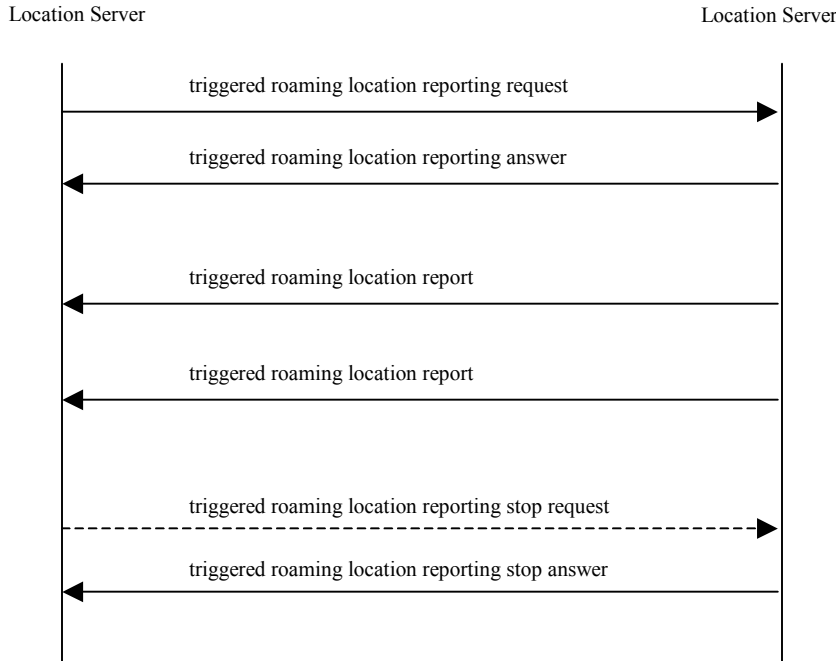 Location Server
Location Server
triggered roaming location reporting request
triggered roaming location reporting answer
triggered roaming location report
triggered roaming location report
triggered roaming location reporting stop request
triggered roaming location reporting stop answer